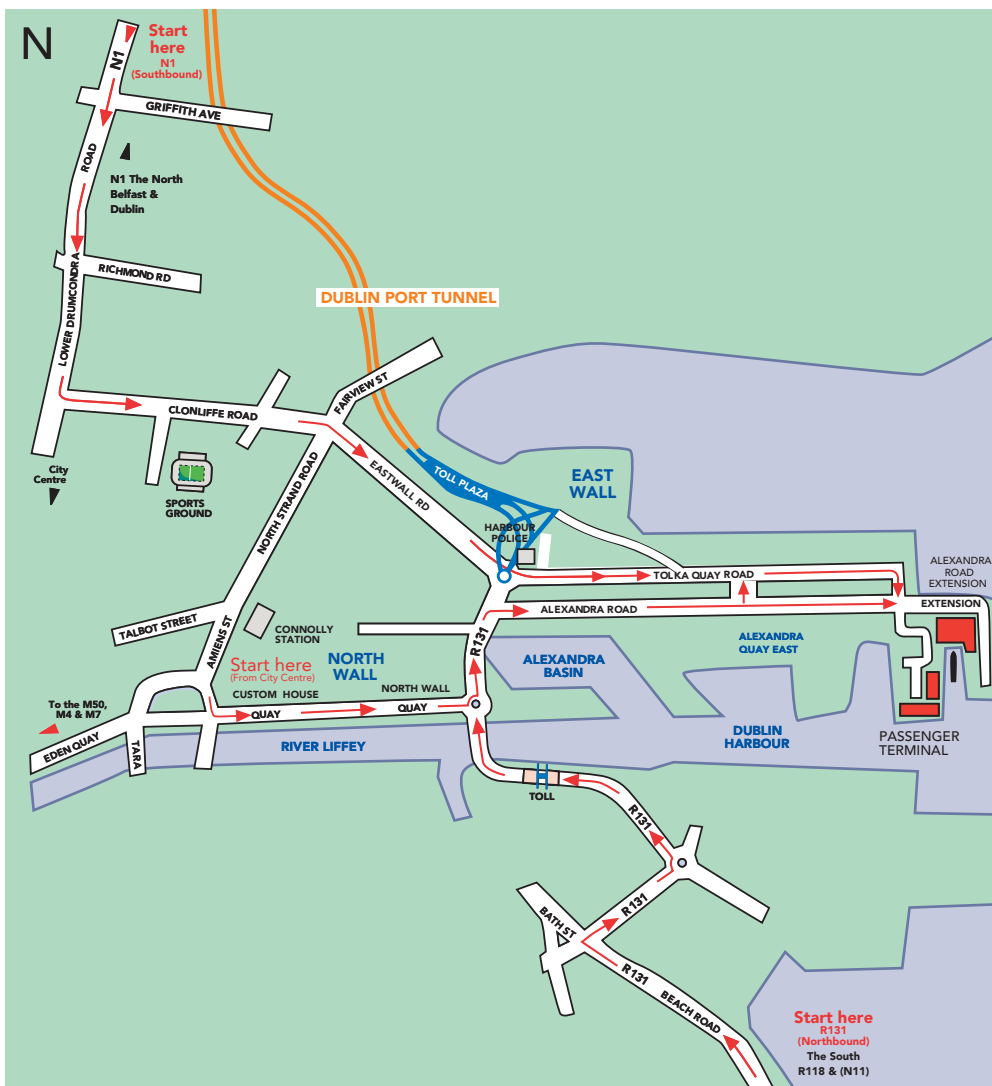 N
Start
here
N1
(Southbound)
N1
GRIFFITH AVE
ROAD
N1 The North
Belfast &
Dublin
RICHMOND RD
LOWER DRUMCONDRA
DUBLIN PORT TUNNEL
FAIRVIEW ST
CLONLIFFE ROAD
City
Centre
SPORTS
GROUND
NORTH STRAND ROAD
EASTWALL RD
TOLL PLAZA
EAST
WALL
HARBOUR
POLICE
TOLKA QUAY ROAD
ALEXANDRA
ROAD
EXTENSION
EXTENSION
ALEXANDRA ROAD
TALBOT STREET
AMIENS ST
CONNOLLY
STATION
R131
ALEXANDRA
QUAY EAST
Start here
(From City Centre)
NORTH
WALL
ALEXANDRA
BASIN
CUSTOM HOUSE
QUAY
NORTH WALL
QUAY
To the M50,
M4 & M7
EDEN QUAY
TARA
RIVER LIFFEY
DUBLIN
HARBOUR
PASSENGER
TERMINAL
TOLL
R131
R131
BATH ST
R131
BEACH ROAD
Start here
R131
(Northbound)
The South
R118 & (N11)